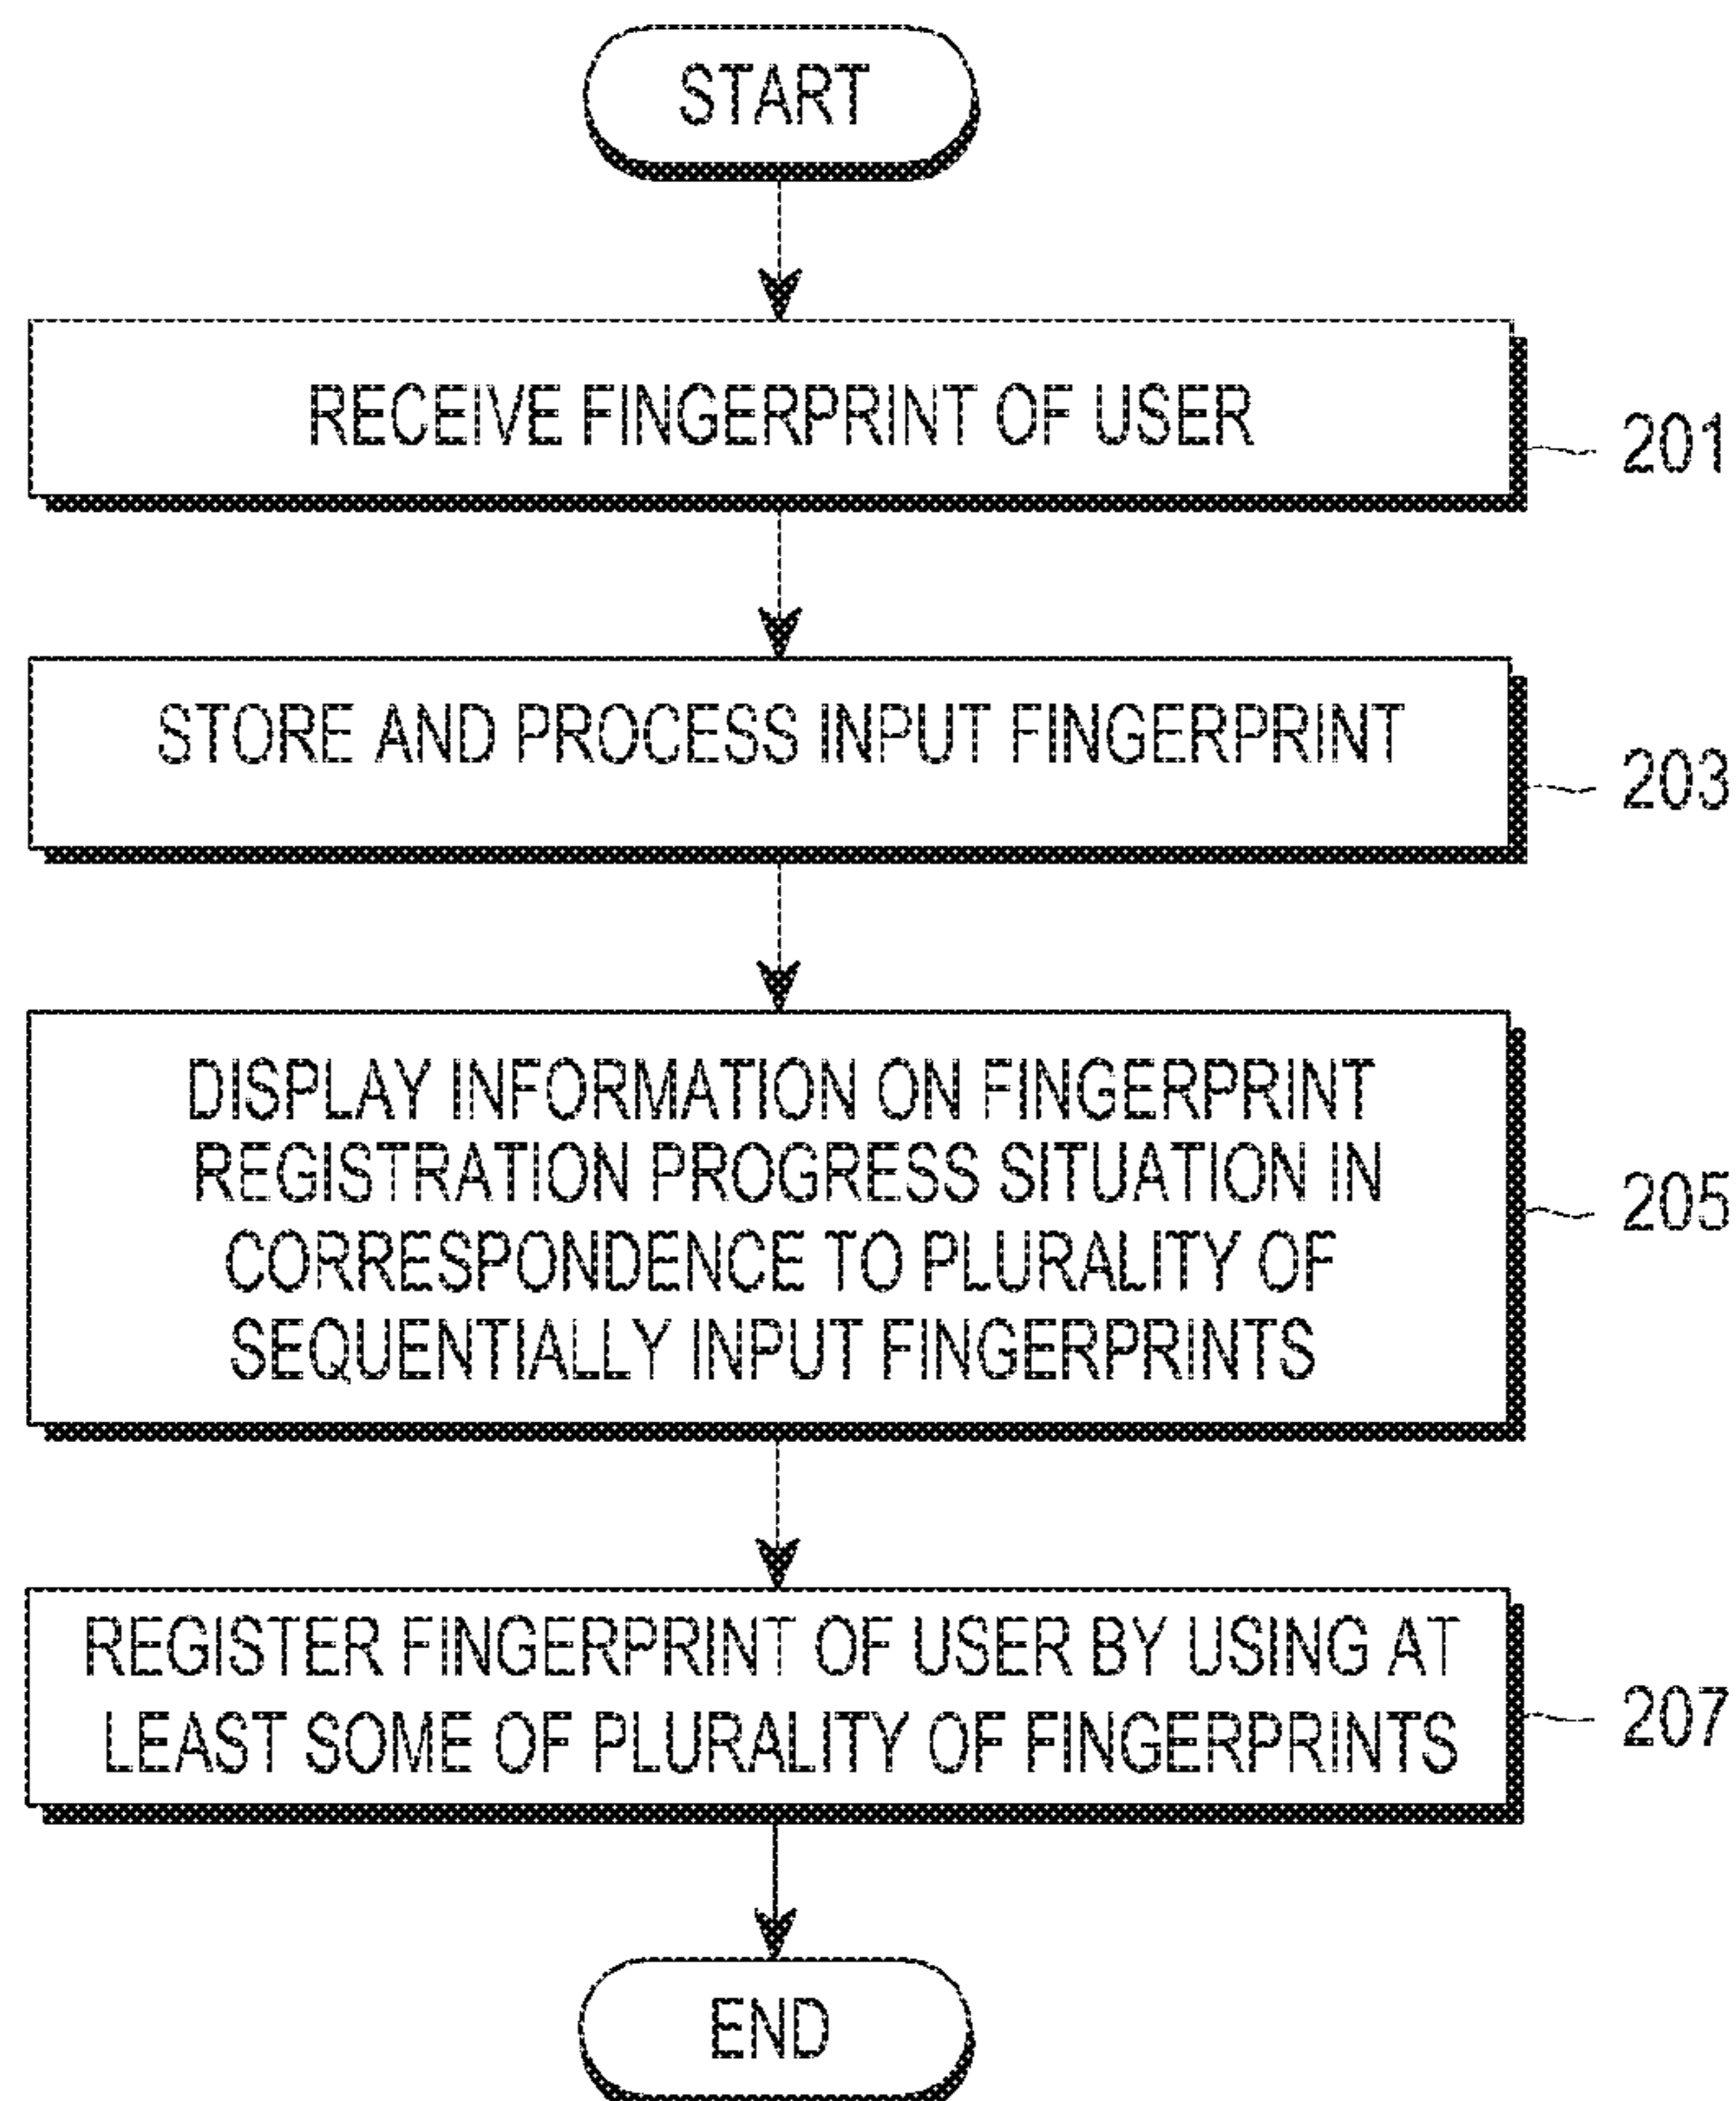 START
RECEIVE FINGERPRINT OF USER
201
STORE AND PROCESS INPUT FINGERPRINT
203
DISPLAY INFORMATION ON FINGERPRINT
REGISTRATION PROGRESS SITUATION IN
CORRESPONDENCE TO PLURALITY OF
SEQUENTIALLY INPUT FINGERPRINTS
205
REGISTER FINGERPRINT OF USER BY USING AT
LEAST SOME OF PLURALITY OF FINGERPRINTS
207
END